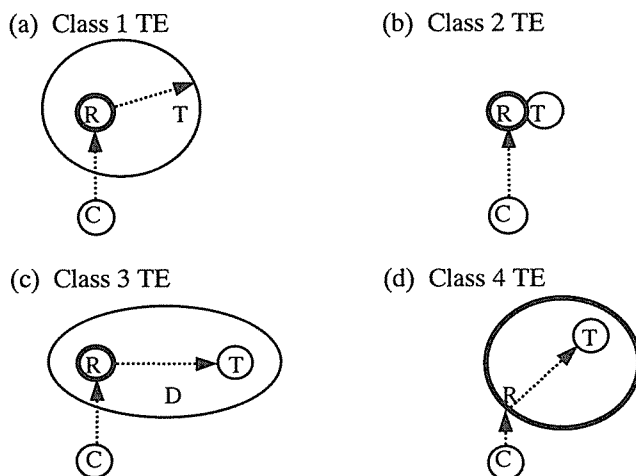 (a) Class 1 TE
(b) Class 2 TE
R
T
R T
C
C
(c) Class 3 TE
(d) Class 4 TE
R
T
D
C
T
R
C